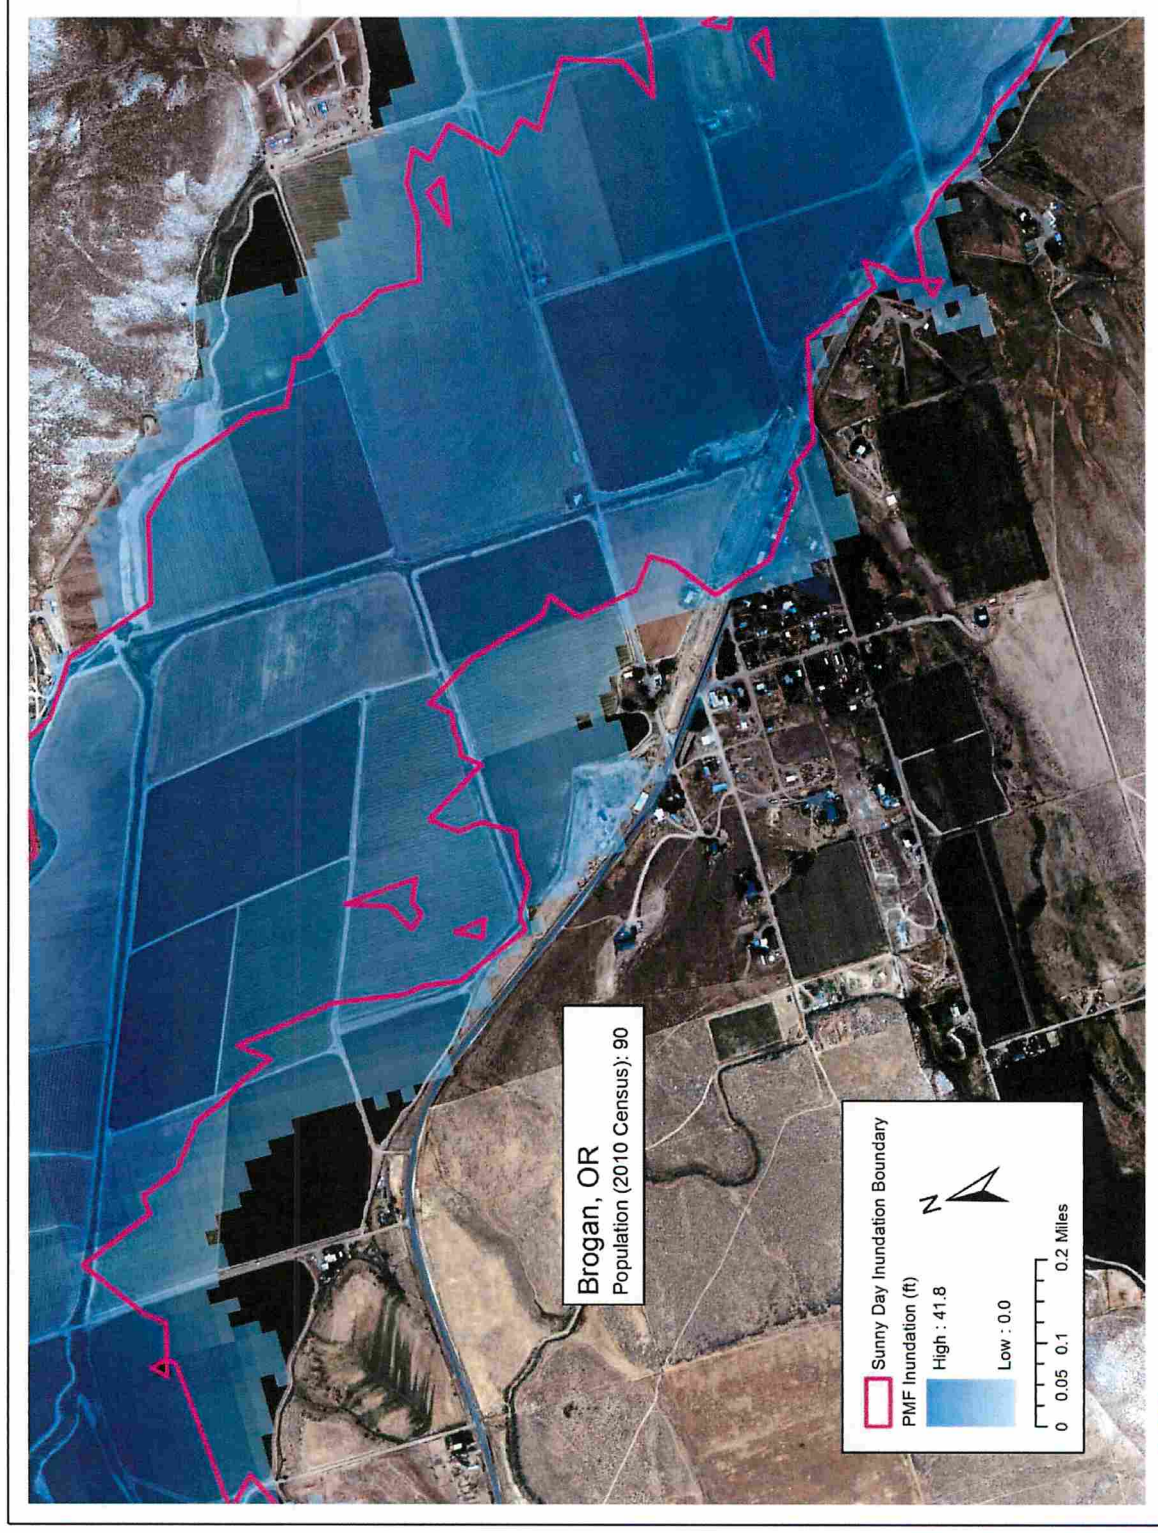 Brogan, OR
Population (2010 Census): 90
Sunny Day Inundation Boundary
PMF Inundation (ft)
High : 41.8
Low : 0.0
N
0 0.05 0.1 0.2 Miles